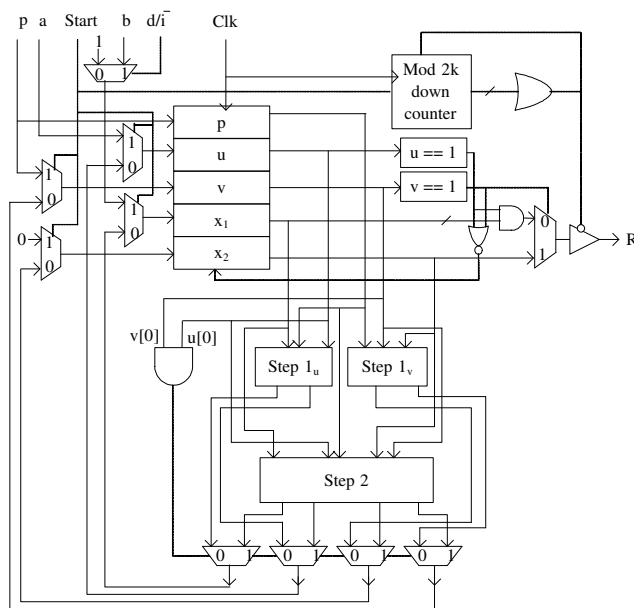 p a Start b d/i̅ Clk
1
0 1
Mod 2k
down
counter
p
u
v
x₁
x₂
1
0
1
0
1
0
0
1
0
u == 1
v == 1
0
1
R
v[0]
u[0]
Step 1ᵤ
Step 1ᵥ
Step 2
0 1 0 1 0 1 0 1